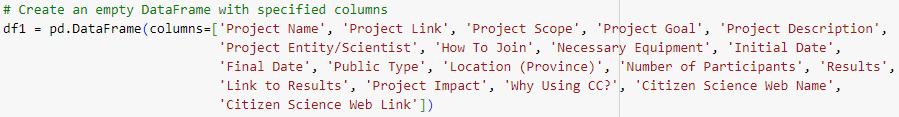 # Create an empty DataFrame with specified columns
df1 = pd.DataFrame(columns=['Project Name', 'Project Link', 'Project Scope', 'Project Goal', 'Project Description',
'Project Entity/Scientist', 'How To Join', 'Necessary Equipment', 'Initial Date',
'Final Date', 'Public Type', 'Location (Province)', 'Number of Participants', 'Results',
'Link to Results', 'Project Impact', 'Why Using CC?', 'Citizen Science Web Name',
'Citizen Science Web Link'])